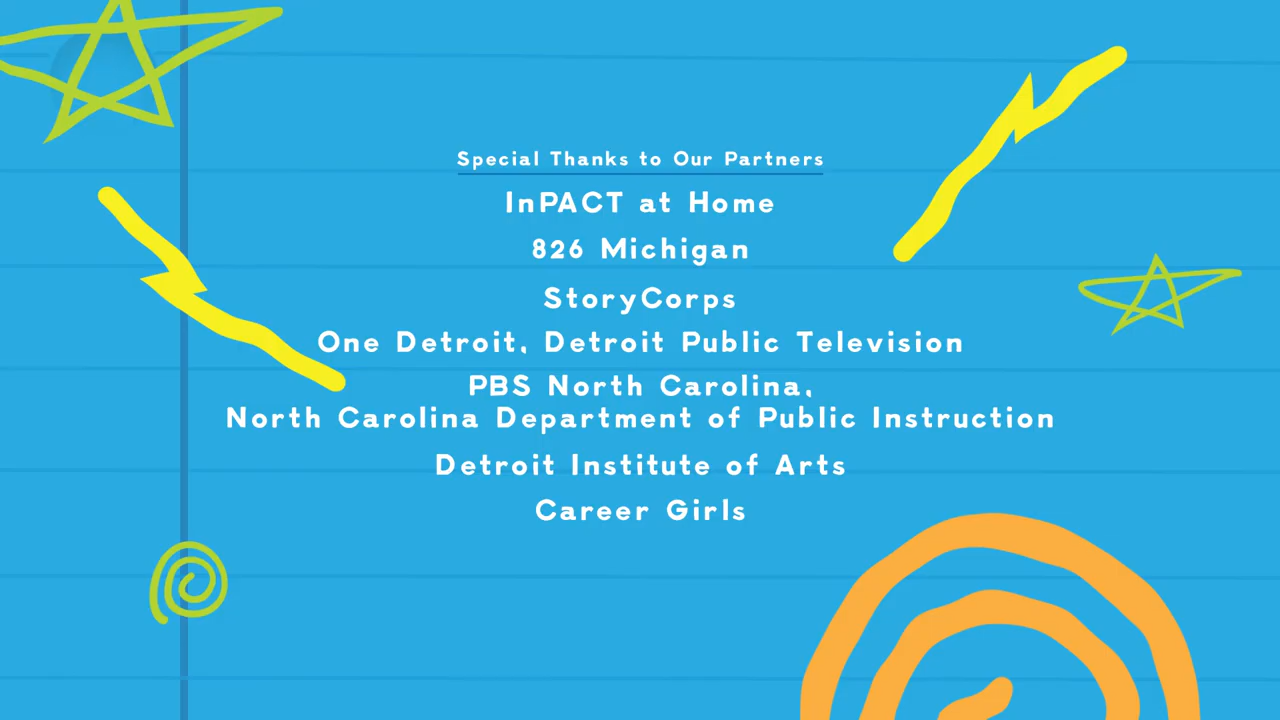 Special Thanks to Our Partners
InPACT at Home
826 Michigan
StoryCorps
One Detroit, Detroit Public Television
PBS North Carolina,
North Carolina Department of Public Instruction
Detroit Institute of Arts
Career Girls